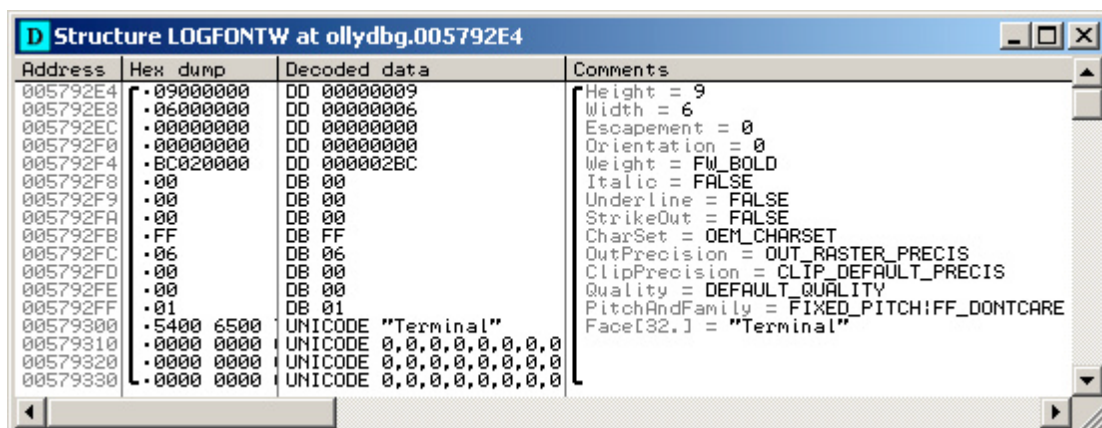 D Structure LOGFONTW at ollydbg.005792E4
Address Hex dump Decoded data Comments
005792E4 ·09000000 DD 00000009 Height = 9
005792E8 ·06000000 DD 00000006 Width = 6
005792EC ·00000000 DD 00000000 Escapement = 0
005792F0 ·00000000 DD 00000000 Orientation = 0
005792F4 ·BC020000 DD 000002BC Weight = FW_BOLD
005792F8 ·00 DB 00 Italic = FALSE
005792F9 ·00 DB 00 Underline = FALSE
005792FA ·00 DB 00 StrikeOut = FALSE
005792FB ·FF DB FF CharSet = OEM_CHARSET
005792FC ·06 DB 06 OutPrecision = OUT_RASTER_PRECIS
005792FD ·00 DB 00 ClipPrecision = CLIP_DEFAULT_PRECIS
005792FE ·00 DB 00 Quality = DEFAULT_QUALITY
005792FF ·01 DB 01 PitchAndFamily = FIXED_PITCH|FF_DONTCARE
00579300 ·5400 6500 UNICODE "Terminal" Face[32.] = "Terminal"
00579310 ·0000 0000 UNICODE 0,0,0,0,0,0,0,0
00579320 ·0000 0000 UNICODE 0,0,0,0,0,0,0,0
00579330 ·0000 0000 UNICODE 0,0,0,0,0,0,0,0